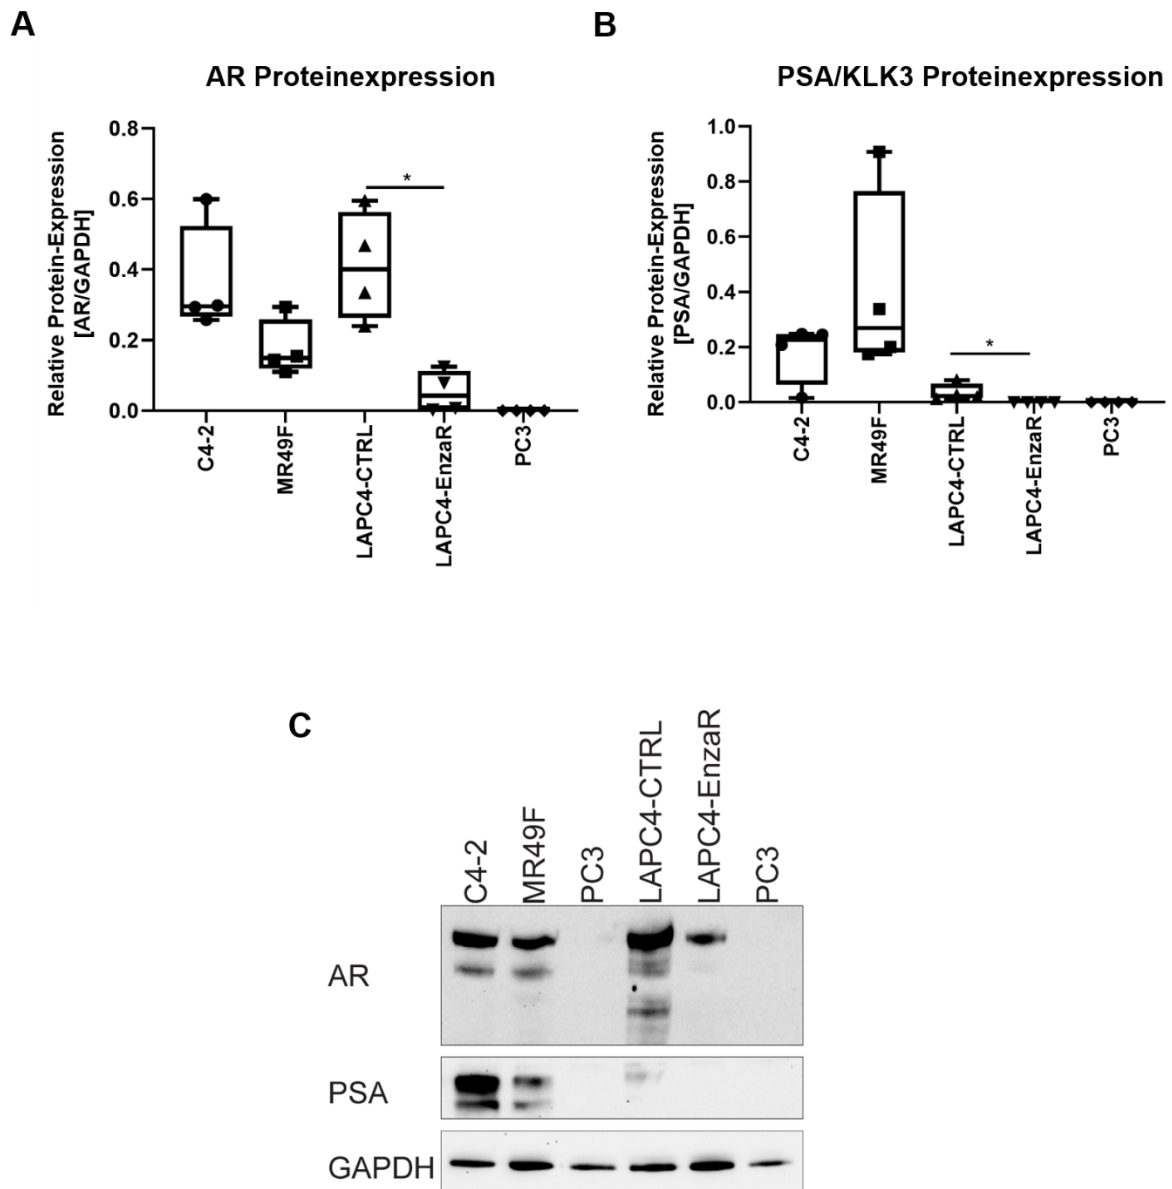 A
AR Proteinexpression
Relative Protein-Expression
[AR/GAPDH]
0.8
0.6
0.4
0.2
0.0
*
C4-2
MR49F
LAPC4-CTRL
LAPC4-EnzaR
PC3
B
PSA/KLK3 Proteinexpression
Relative Protein-Expression
[PSA/GAPDH]
1.0
0.8
0.6
0.4
0.2
0.0
*
C4-2
MR49F
LAPC4-CTRL
LAPC4-EnzaR
PC3
C
C4-2
MR49F
PC3
LAPC4-CTRL
LAPC4-EnzaR
PC3
AR
PSA
GAPDH